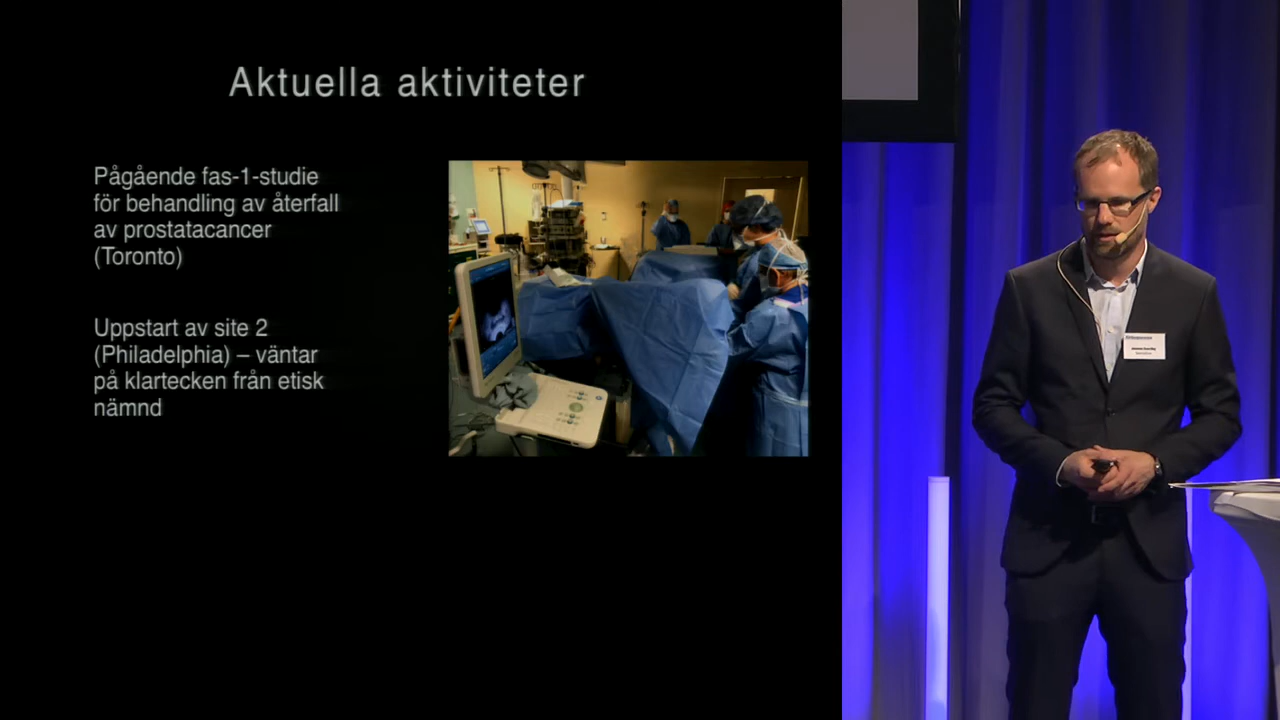 Aktuella aktiviteter
Pågående fas-1-studie
för behandling av återfall
av prostatacancer
(Toronto)
Uppstart av site 2
(Philadelphia) – väntar
på klartecken från etisk
nämnd